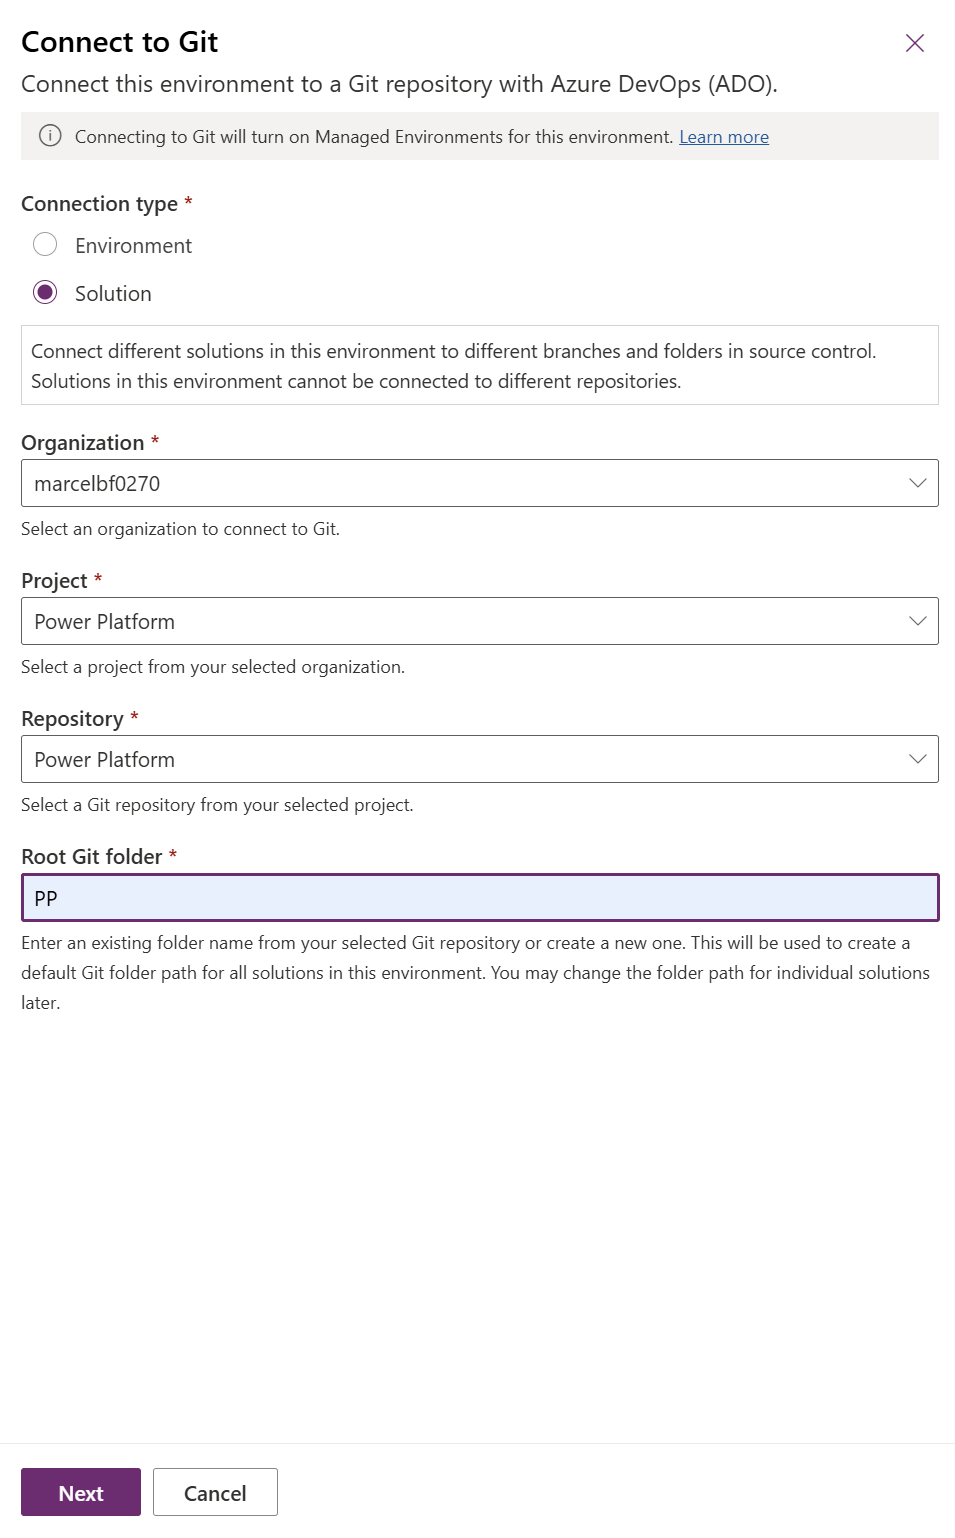 Connect to Git
Connect this environment to a Git repository with Azure DevOps (ADO).
Connecting to Git will turn on Managed Environments for this environment. Learn more
Connection type *
Environment
Solution
Connect different solutions in this environment to different branches and folders in source control.
Solutions in this environment cannot be connected to different repositories.
Organization *
marcelbf0270
Select an organization to connect to Git.
Project *
Power Platform
Select a project from your selected organization.
Repository *
Power Platform
Select a Git repository from your selected project.
Root Git folder *
PP
Enter an existing folder name from your selected Git repository or create a new one. This will be used to create a
default Git folder path for all solutions in this environment. You may change the folder path for individual solutions
later.
Next
Cancel